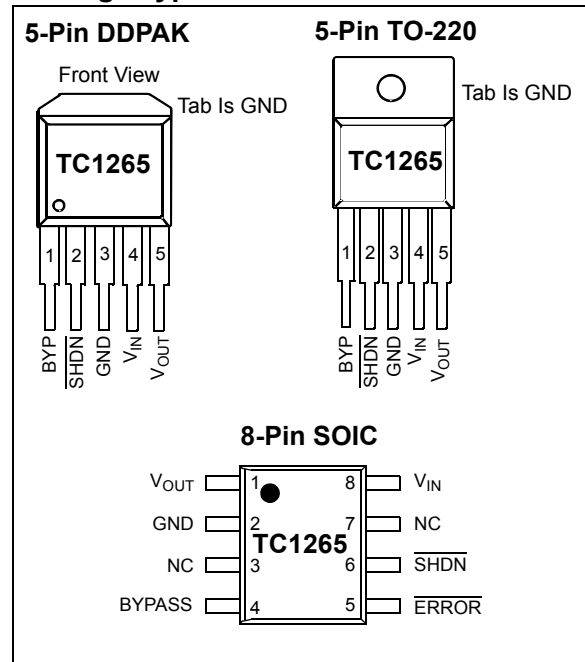 5-Pin DDPAK
5-Pin TO-220
Front View
Tab Is GND
Tab Is GND
TC1265
TC1265
1 2 3 4 5
1 2 3 4 5
BYP
SHDN
GND
VIN
VOUT
BYP
SHDN
GND
VIN
VOUT
8-Pin SOIC
VOUT 1 8 VIN
GND 2 7 NC
TC1265
NC 3 6 SHDN
BYPASS 4 5 ERROR